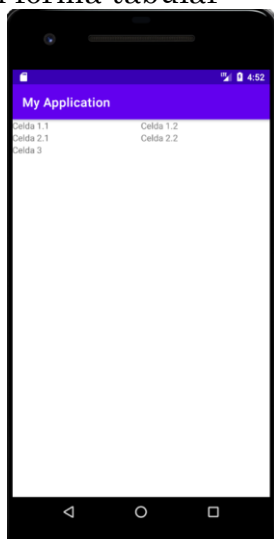 forma tabular
4:52
My Application
Celda 1.1 Celda 1.2
Celda 2.1 Celda 2.2
Celda 3